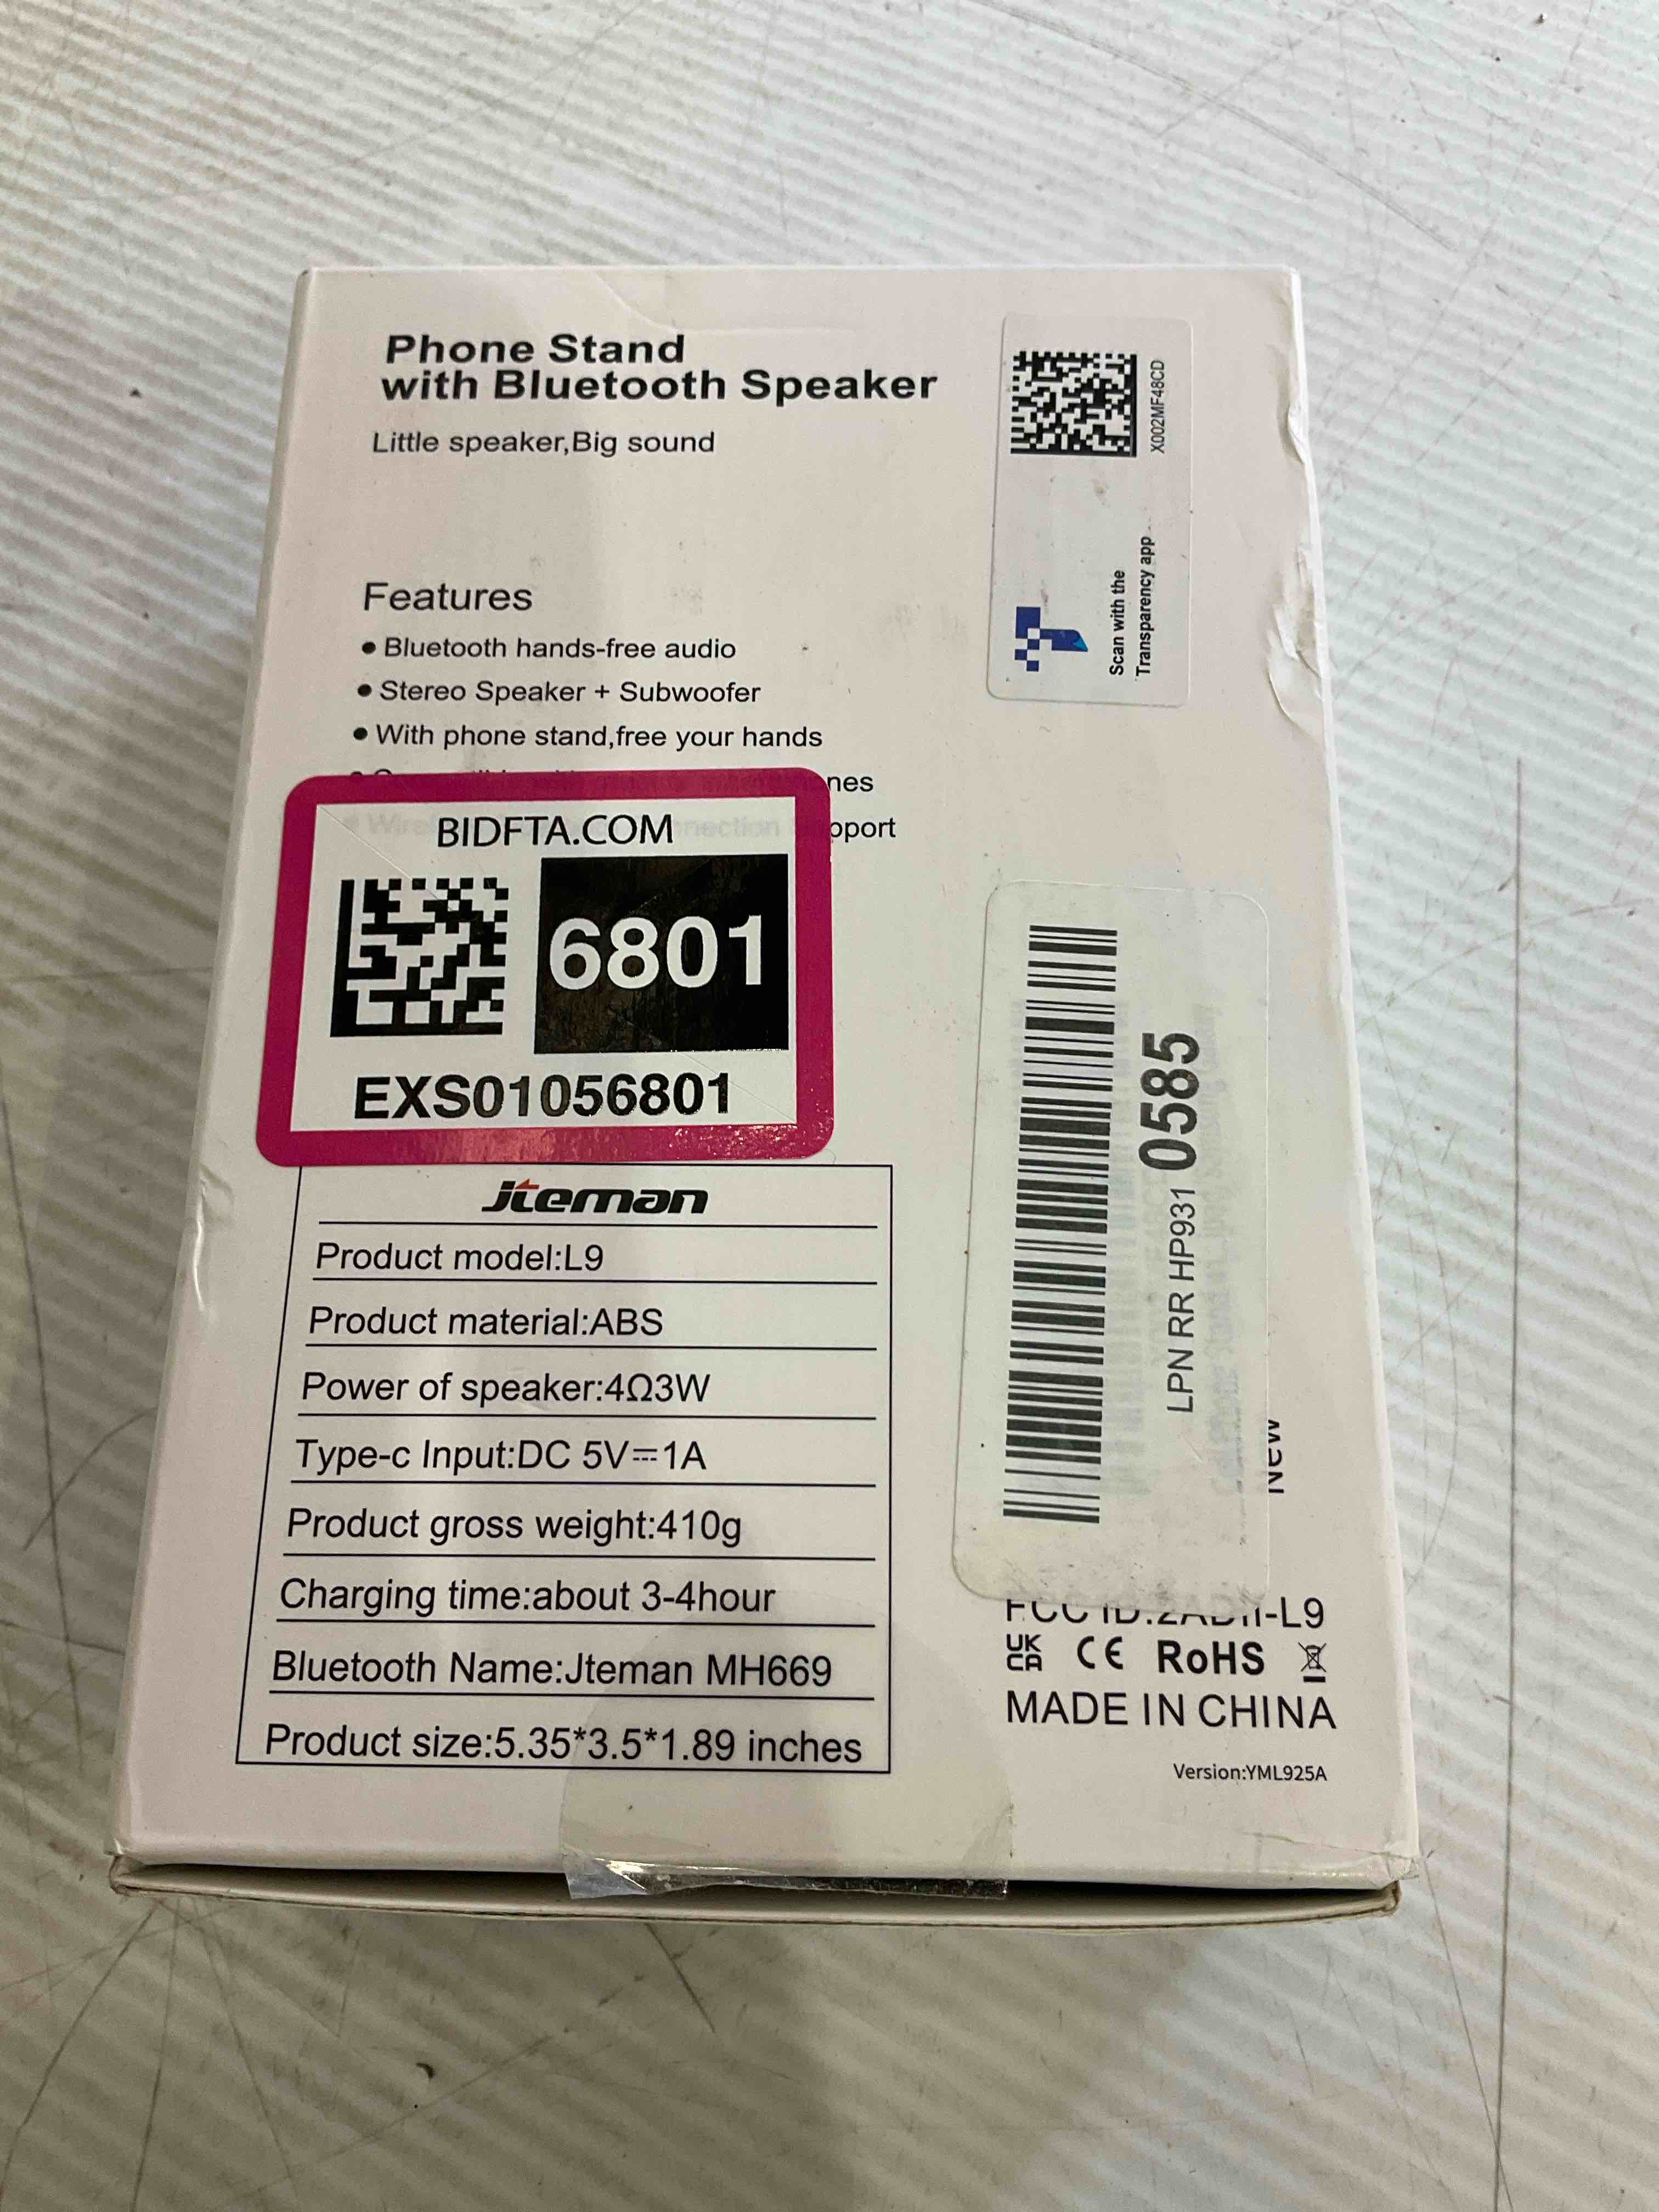 Phone Stand
with Bluetooth Speaker
Little speaker,Big sound
X002MF48CD
Scan with the
Transparency app
Features
• Bluetooth hands-free audio
• Stereo Speaker + Subwoofer
• With phone stand,free your hands
BIDFTA.COM
6801
EXS01056801
LPN RR HP931 0585
New
Jteman
Product model:L9
Product material:ABS
Power of speaker:4Ω3W
Type-c Input:DC 5V⎓1A
Product gross weight:410g
Charging time:about 3-4hour
Bluetooth Name:Jteman MH669
Product size:5.35*3.5*1.89 inches
FCC ID
UK
CA CE RoHS
MADE IN CHINA
Version:YML925A